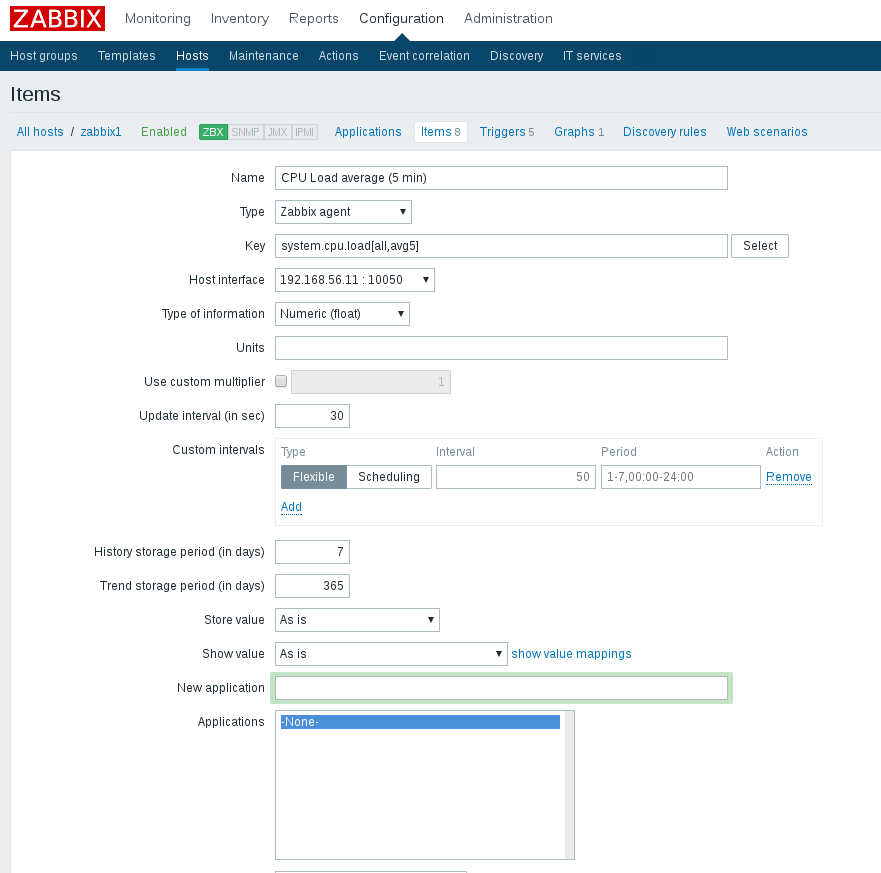 ZABBIX Monitoring Inventory Reports Configuration Administration
Host groups Templates Hosts Maintenance Actions Event correlation Discovery IT services
Items
All hosts / zabbix1 Enabled ZBX SNMP JMX IPMI Applications Items 8 Triggers 5 Graphs 1 Discovery rules Web scenarios
Name CPU Load average (5 min)
Type Zabbix agent
Key system.cpu.load[all,avg5] Select
Host interface 192.168.56.11 : 10050
Type of information Numeric (float)
Units
Use custom multiplier 1
Update interval (in sec) 30
Custom intervals Type Interval Period Action
Flexible Scheduling 50 1-7,00:00-24:00 Remove
Add
History storage period (in days) 7
Trend storage period (in days) 365
Store value As is
Show value As is show value mappings
New application
Applications -None-